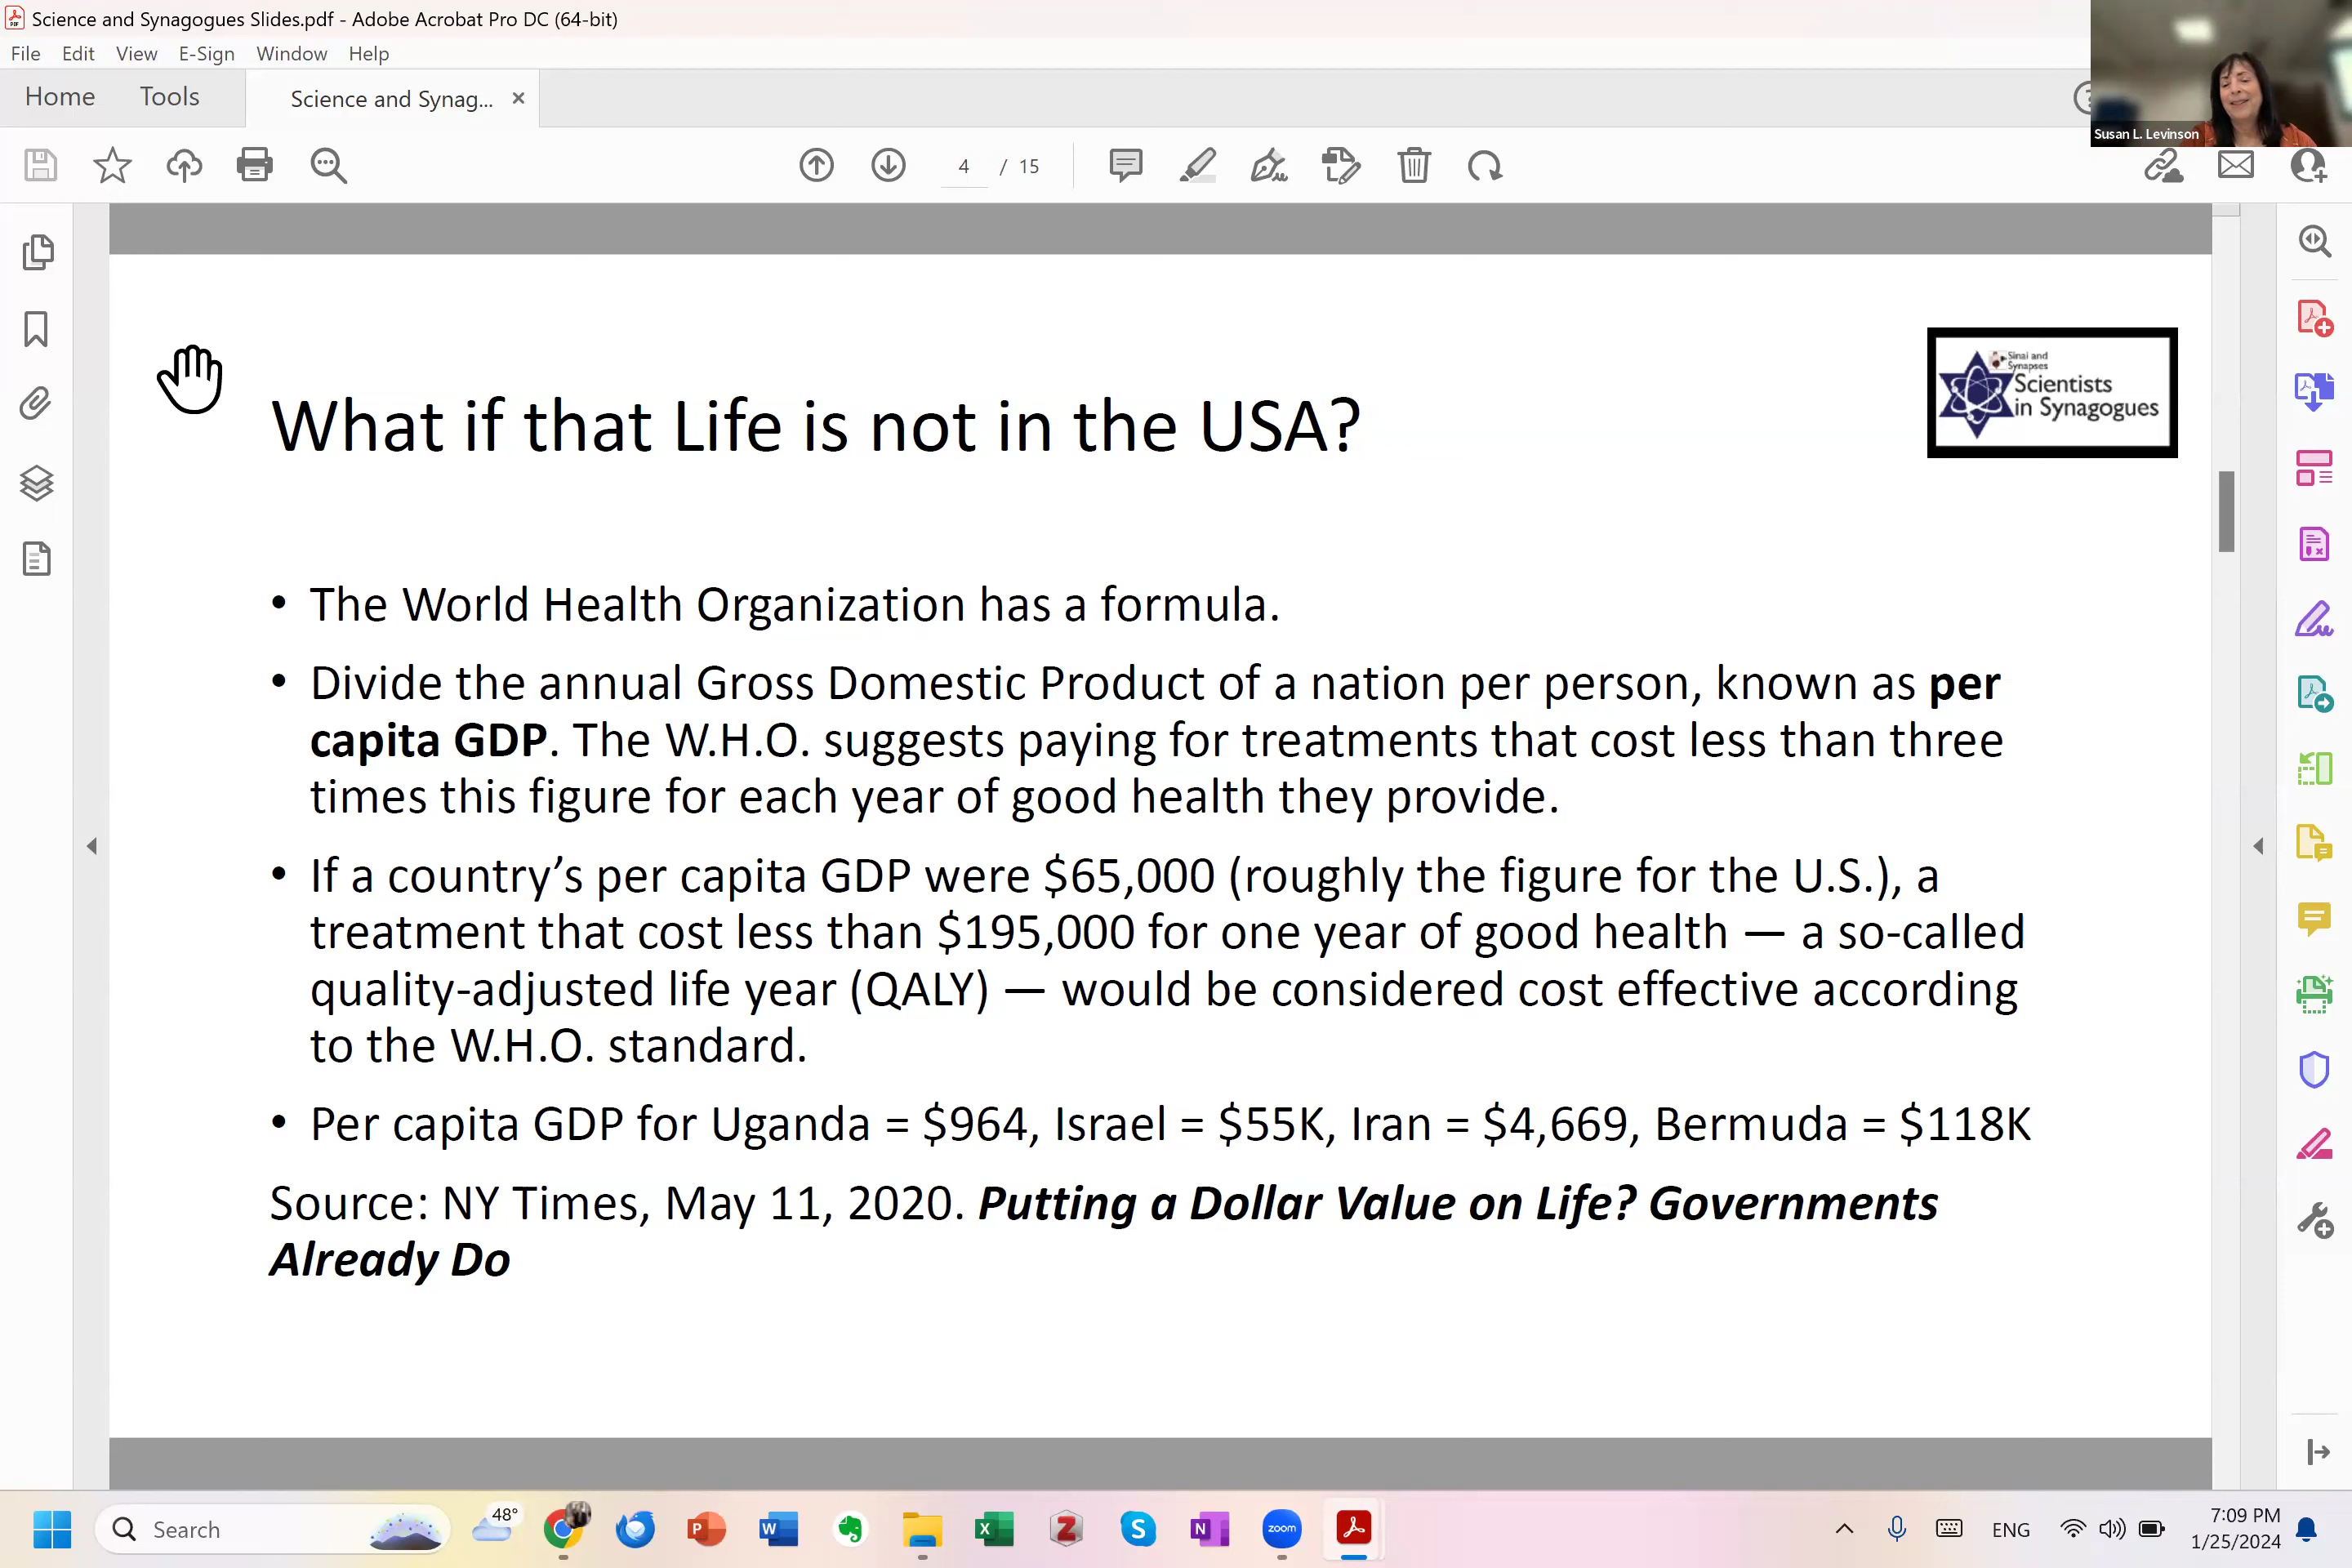 Science and Synagogues Slides.pdf - Adobe Acrobat Pro DC (64-bit)
File Edit View E-Sign Window Help
Home Tools Science and Synag...
4 / 15
Susan L. Levinson
What if that Life is not in the USA?
Sinai and
Synapses
Scientists
in Synagogues
• The World Health Organization has a formula.
• Divide the annual Gross Domestic Product of a nation per person, known as per
capita GDP. The W.H.O. suggests paying for treatments that cost less than three
times this figure for each year of good health they provide.
• If a country’s per capita GDP were $65,000 (roughly the figure for the U.S.), a
treatment that cost less than $195,000 for one year of good health — a so-called
quality-adjusted life year (QALY) — would be considered cost effective according
to the W.H.O. standard.
• Per capita GDP for Uganda = $964, Israel = $55K, Iran = $4,669, Bermuda = $118K
Source: NY Times, May 11, 2020. Putting a Dollar Value on Life? Governments
Already Do
Search
48°
zoom
ENG
7:09 PM
1/25/2024